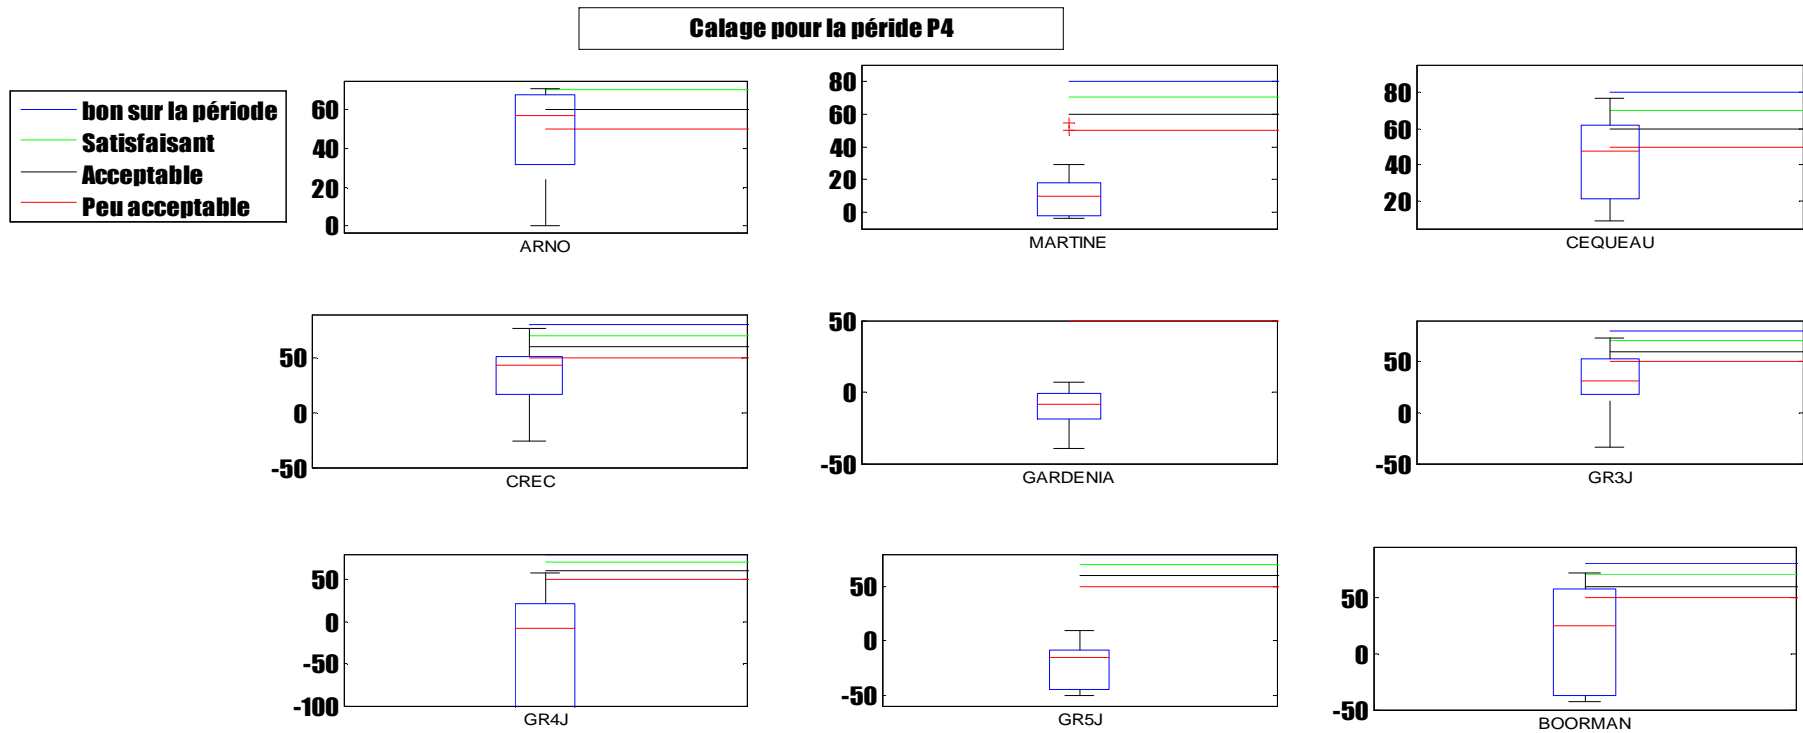 Calage pour la péride P4
bon sur la période
Satisfaisant
Acceptable
Peu acceptable
60
40
20
0
ARNO
80
60
40
20
0
MARTINE
80
60
40
20
CEQUEAU
50
0
-50
CREC
50
0
-50
GARDENIA
50
0
-50
GR3J
50
0
-50
-100
GR4J
50
0
-50
GR5J
50
0
-50
BOORMAN